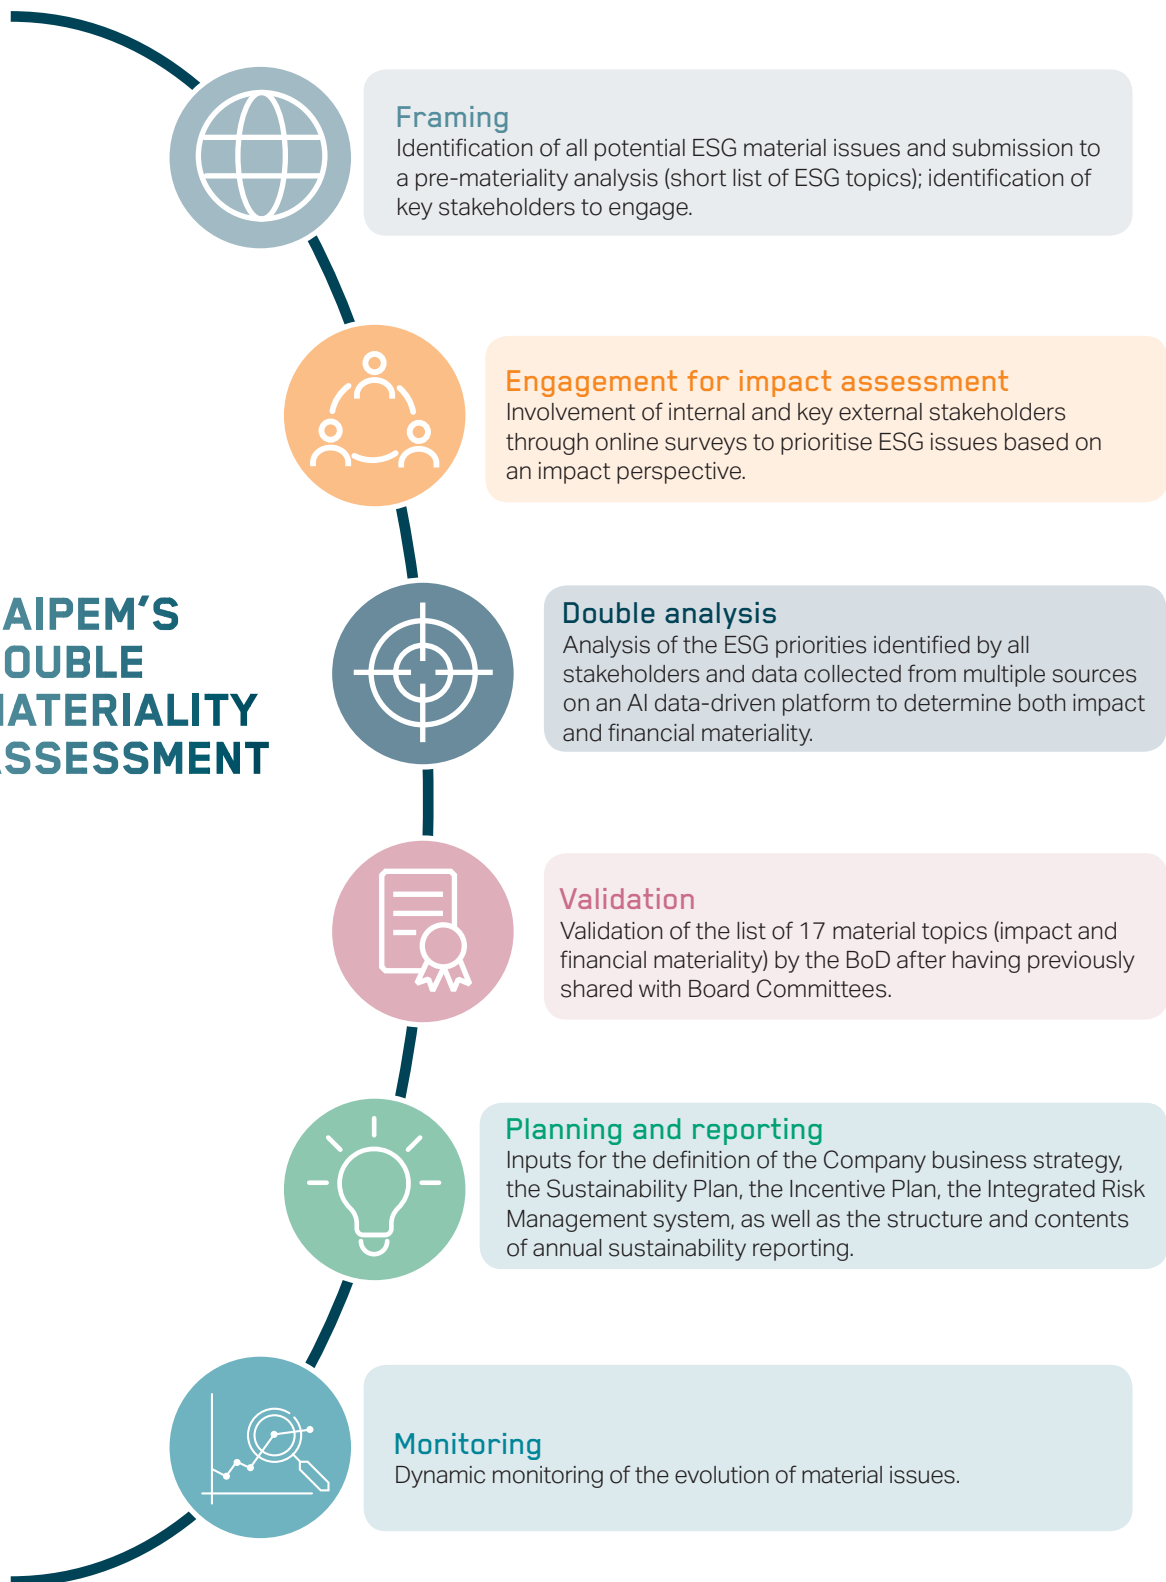 Framing
Identification of all potential ESG material issues and submission to
a pre-materiality analysis (short list of ESG topics); identification of
key stakeholders to engage.
Engagement for impact assessment
Involvement of internal and key external stakeholders
through online surveys to prioritise ESG issues based on
an impact perspective.
AIPEM'S
OUBLE
MATERIALITY
ASSESSMENT
Double analysis
Analysis of the ESG priorities identified by all
stakeholders and data collected from multiple sources
on an AI data-driven platform to determine both impact
and financial materiality.
Validation
Validation of the list of 17 material topics (impact and
financial materiality) by the BoD after having previously
shared with Board Committees.
Planning and reporting
Inputs for the definition of the Company business strategy,
the Sustainability Plan, the Incentive Plan, the Integrated Risk
Management system, as well as the structure and contents
of annual sustainability reporting.
Monitoring
Dynamic monitoring of the evolution of material issues.